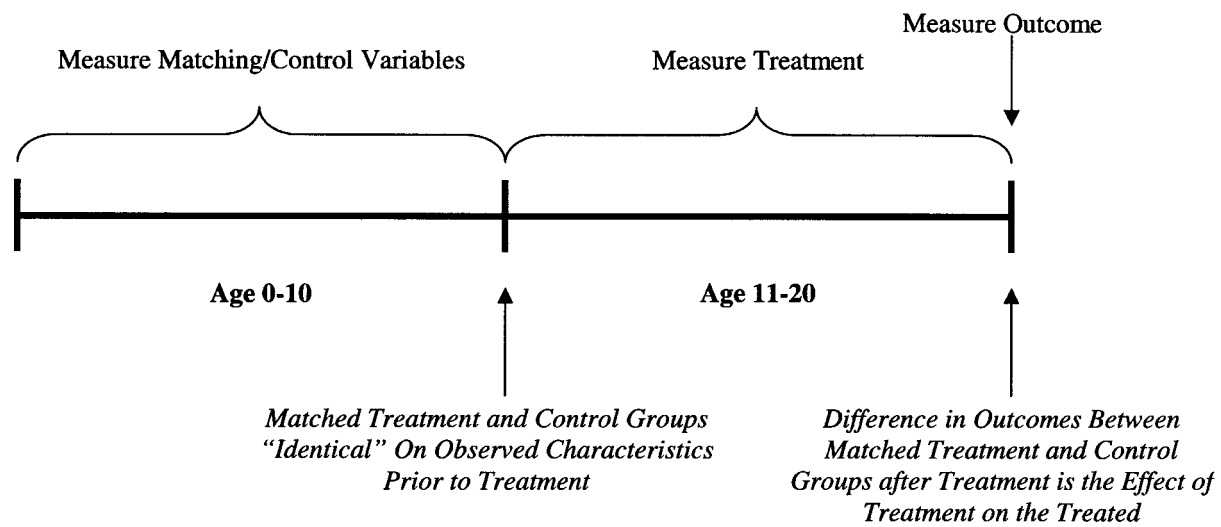 Measure Outcome
Measure Matching/Control Variables
Measure Treatment
Age 0-10
Age 11-20
Matched Treatment and Control Groups
“Identical” On Observed Characteristics
Prior to Treatment
Difference in Outcomes Between
Matched Treatment and Control
Groups after Treatment is the Effect of
Treatment on the Treated